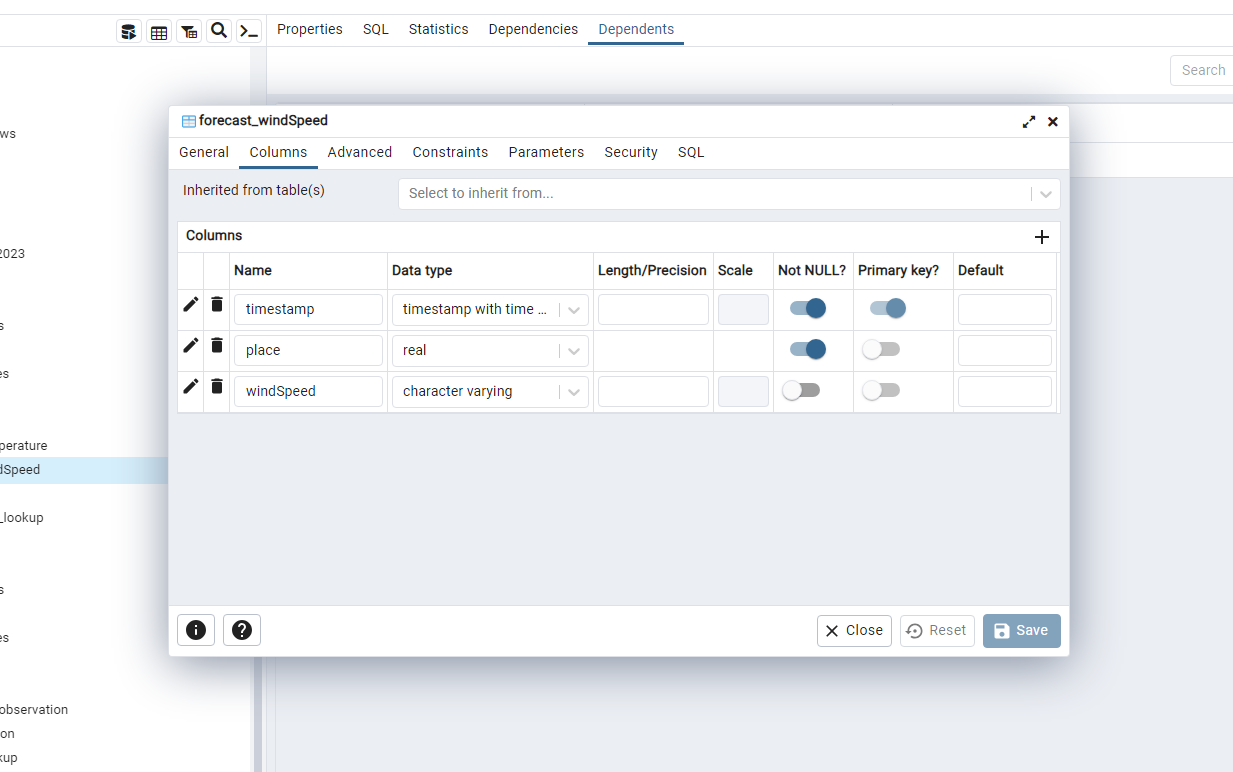 Properties SQL Statistics Dependencies Dependents
Search
ws
2023
s
es
perature
dSpeed
_lookup
s
es
observation
on
kup
forecast_windSpeed
General Columns Advanced Constraints Parameters Security SQL
Inherited from table(s) Select to inherit from...
Columns
Name Data type Length/Precision Scale Not NULL? Primary key? Default
timestamp timestamp with time ...
place real
windSpeed character varying
Close Reset Save